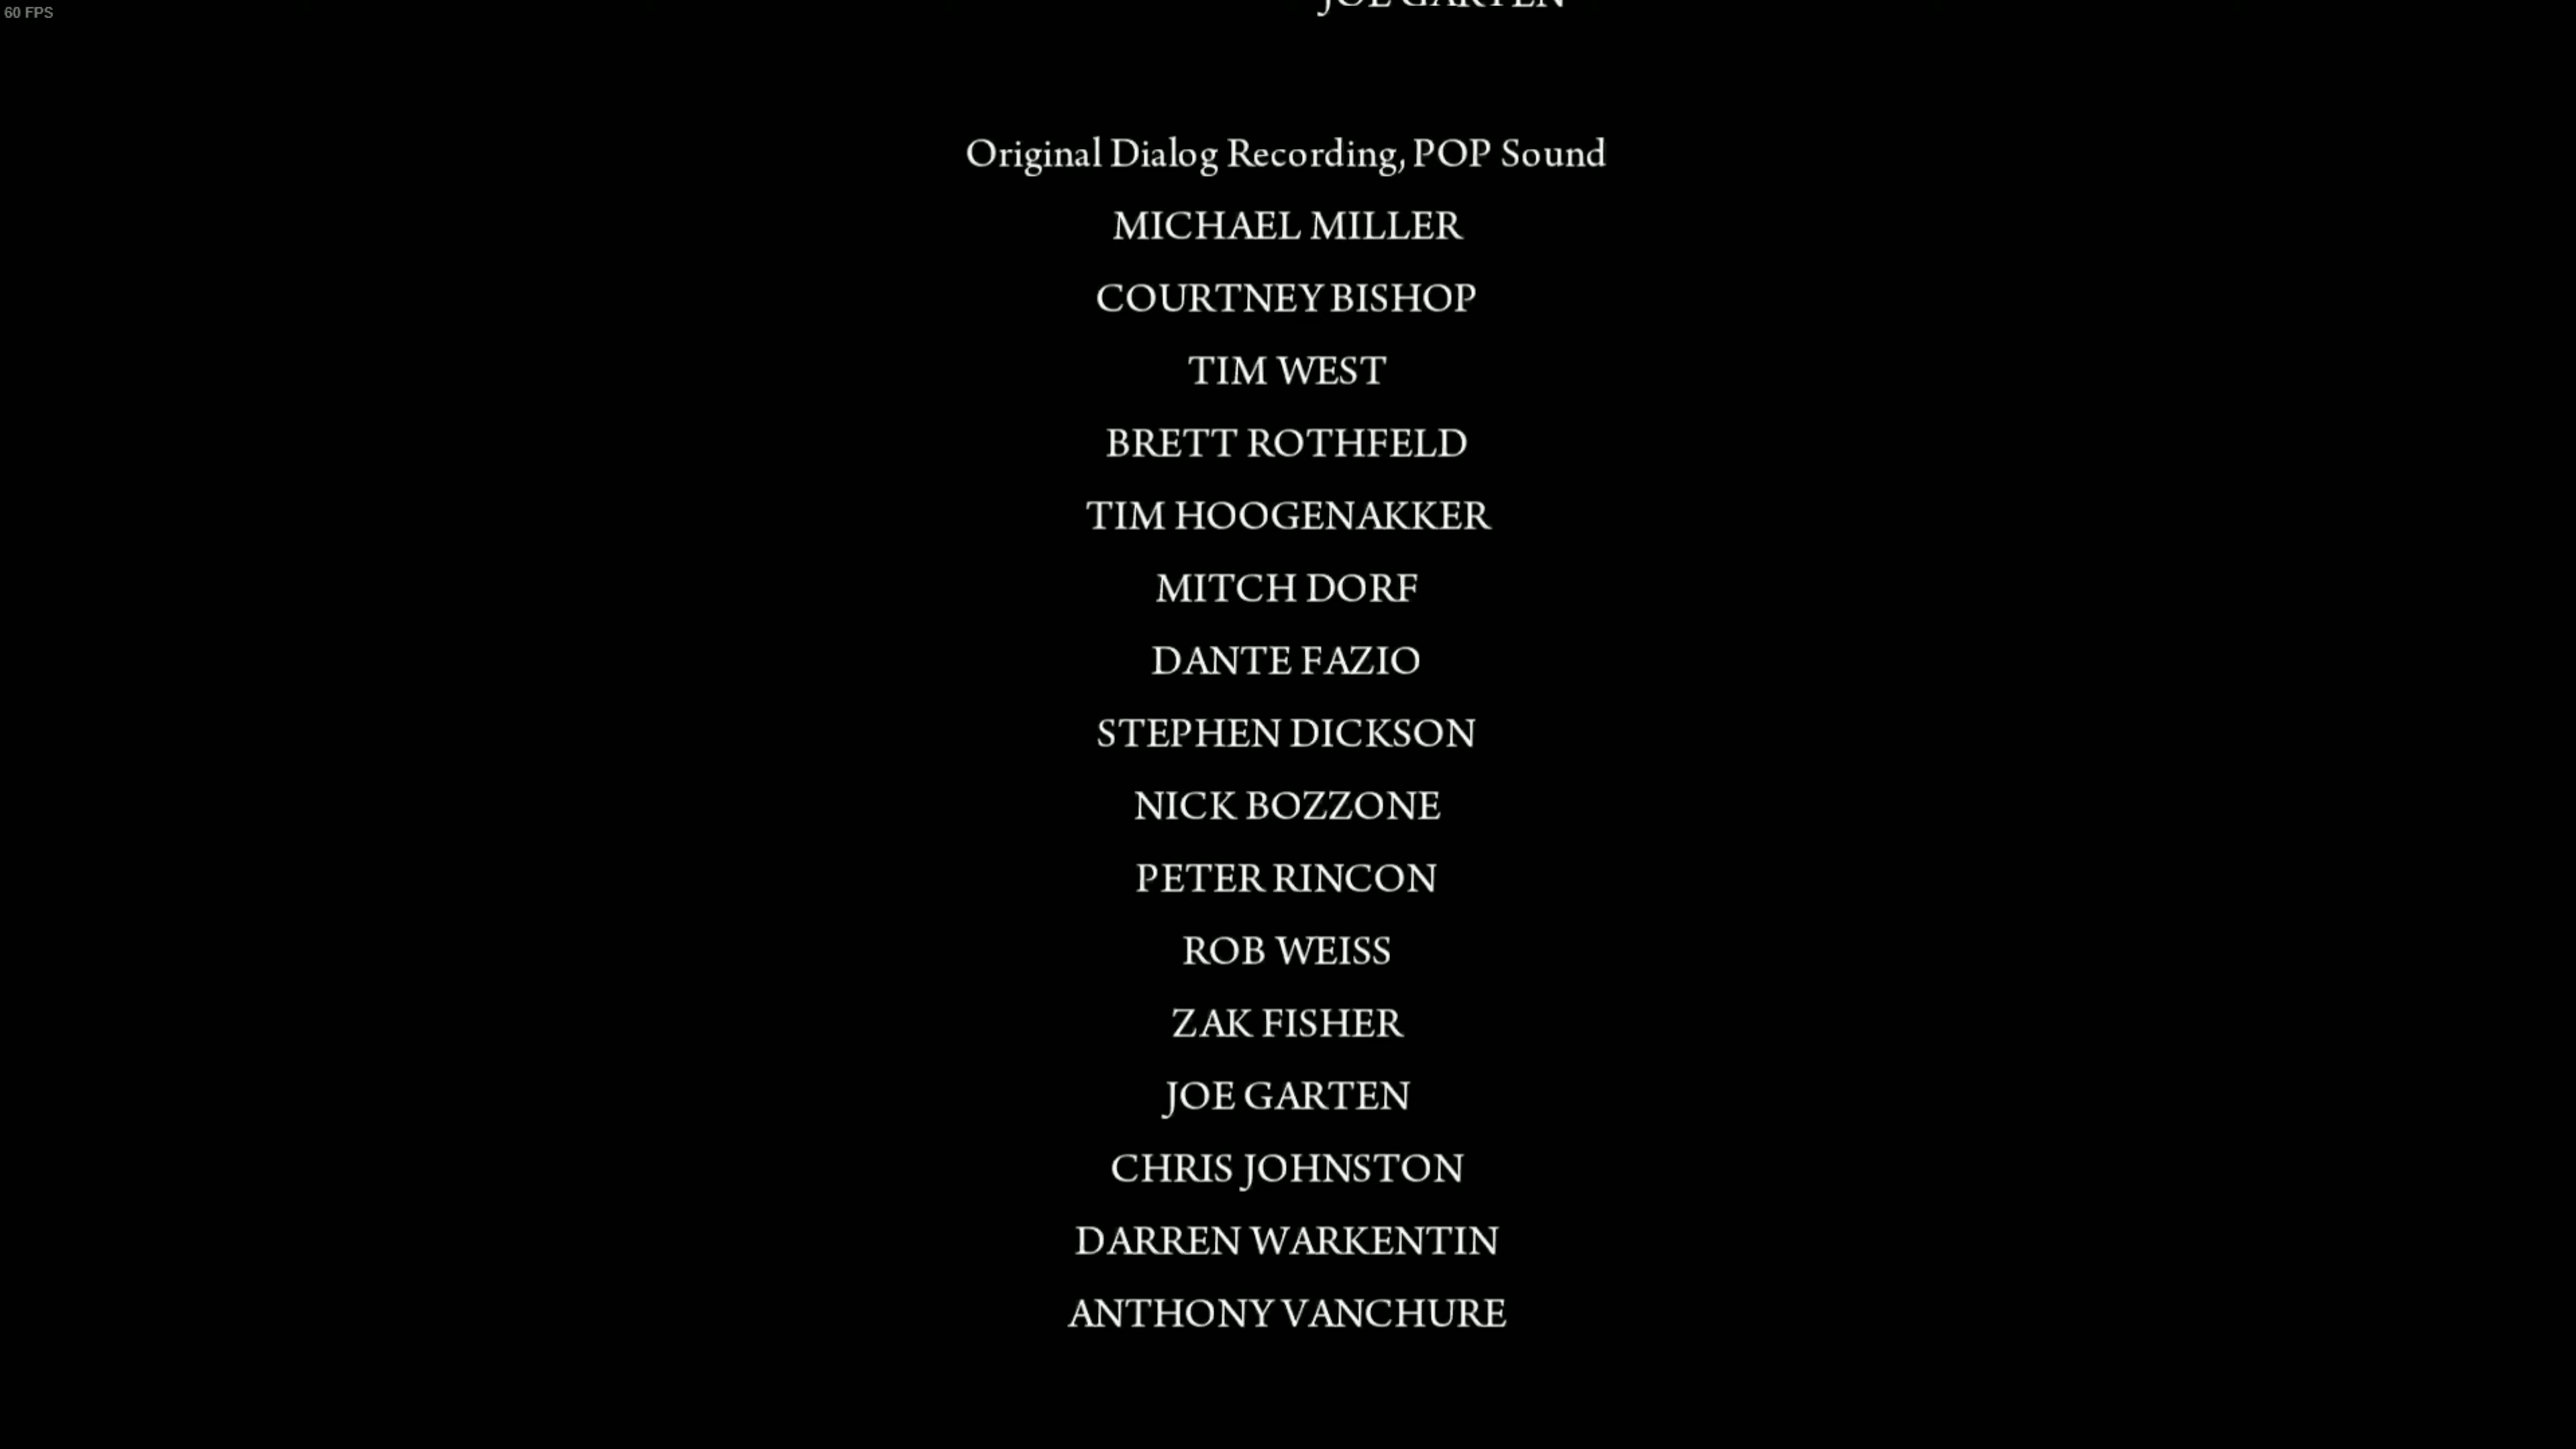 60 FPS
JOE GARTEN
Original Dialog Recording, POP Sound
MICHAEL MILLER
COURTNEY BISHOP
TIM WEST
BRETT ROTHFELD
TIM HOOGENAKKER
MITCH DORF
DANTE FAZIO
STEPHEN DICKSON
NICK BOZZONE
PETER RINCON
ROB WEISS
ZAK FISHER
JOE GARTEN
CHRIS JOHNSTON
DARREN WARKENTIN
ANTHONY VANCHURE